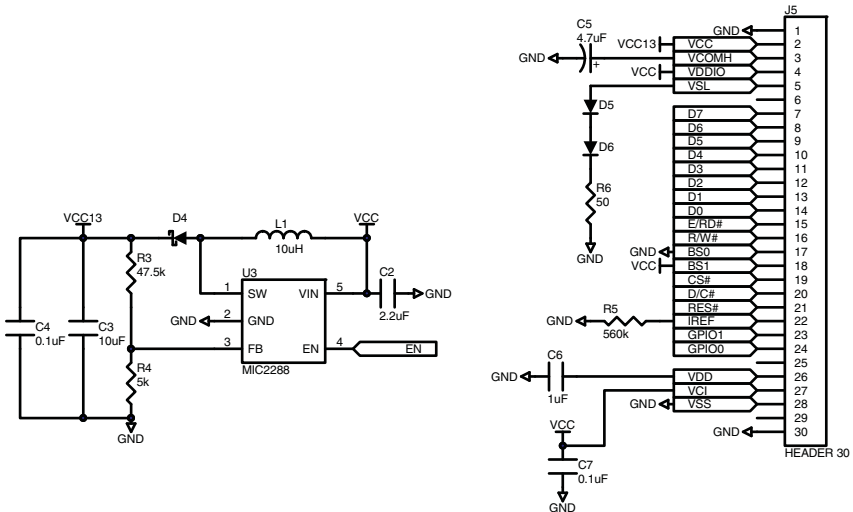 VCC13
D4
L1
10uH
VCC
R3
47.5k
U3
1
SW
VIN
5
C2
2.2uF
GND
GND
2
GND
C4
0.1uF
C3
10uF
3
FB
EN
4
EN
MIC2288
R4
5k
GND
J5
GND
1
C5
4.7uF
VCC13
VCC
2
GND
+
VCOMH
3
VCC
VDDIO
4
VSL
5
6
D5
D7
7
D6
8
D5
9
D6
D4
10
D3
11
D2
12
R6
50
D1
13
D0
14
E/RD#
15
R/W#
16
GND
GND
BS0
17
VCC
BS1
18
CS#
19
D/C#
20
R5
560k
RES#
21
GND
IREF
22
GPIO1
23
GPIO0
24
25
C6
1uF
GND
VDD
26
VCI
27
GND
VSS
28
29
VCC
GND
30
HEADER 30
C7
0.1uF
GND